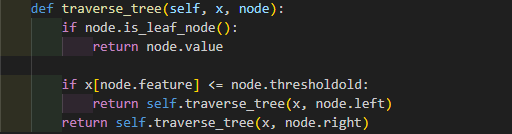 def traverse_tree(self, x, node):
    if node.is_leaf_node():
        return node.value

    if x[node.feature] <= node.thresholdold:
        return self.traverse_tree(x, node.left)
    return self.traverse_tree(x, node.right)